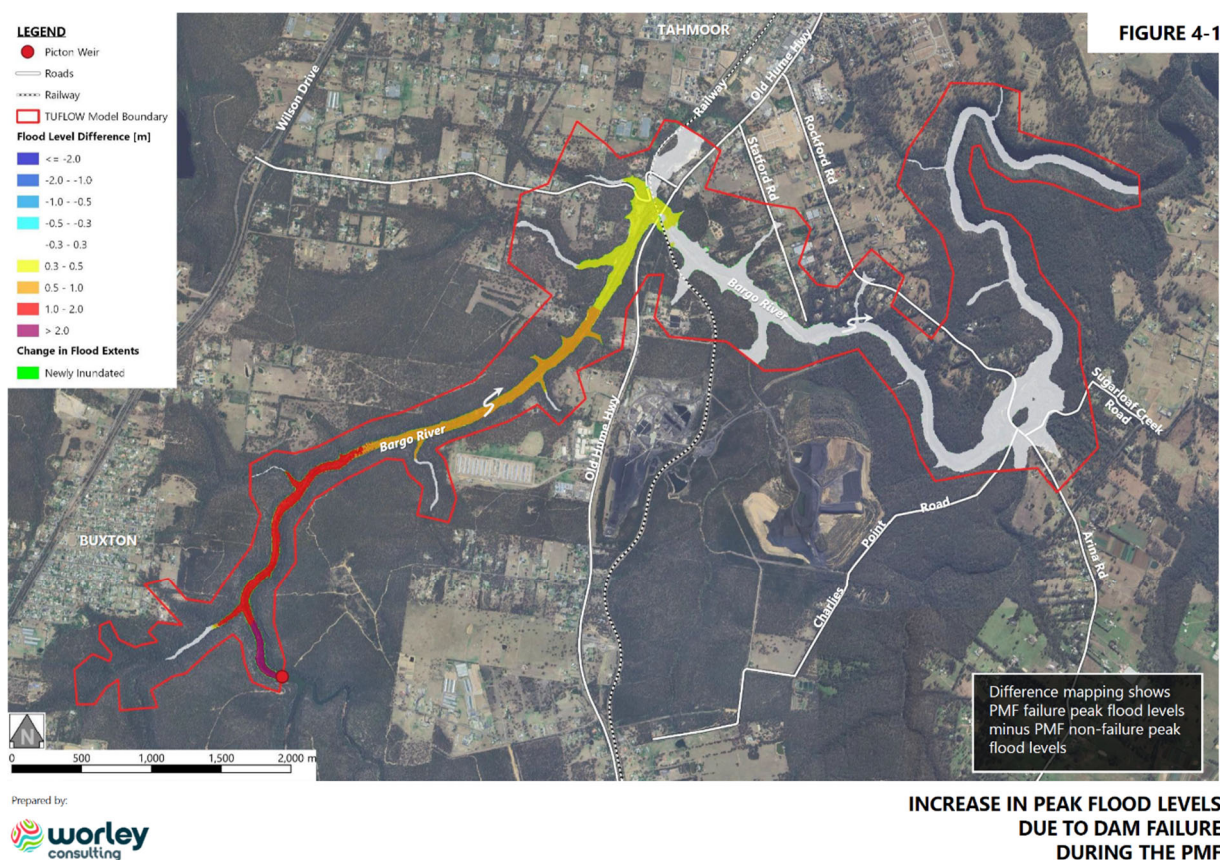 LEGEND
Picton Weir
Roads
Railway
TUFLOW Model Boundary
Flood Level Difference [m]
<= -2.0
-2.0 - -1.0
-1.0 - -0.5
-0.5 - -0.3
-0.3 - 0.3
0.3 - 0.5
0.5 - 1.0
1.0 - 2.0
> 2.0
Change in Flood Extents
Newly Inundated
FIGURE 4-1
TAHMOOR
Wilson Drive
Railway
Old Hume Hwy
Statford Rd
Rockford Rd
Bargo River
Bargo River
Old Hume Hwy
Sugarloaf Creek
Road
Charlies Point Road
Arina Rd
BUXTON
N
0 500 1,000 1,500 2,000 m
Difference mapping shows
PMF failure peak flood levels
minus PMF non-failure peak
flood levels
Prepared by:
worley
consulting
INCREASE IN PEAK FLOOD LEVELS
DUE TO DAM FAILURE
DURING THE PMF